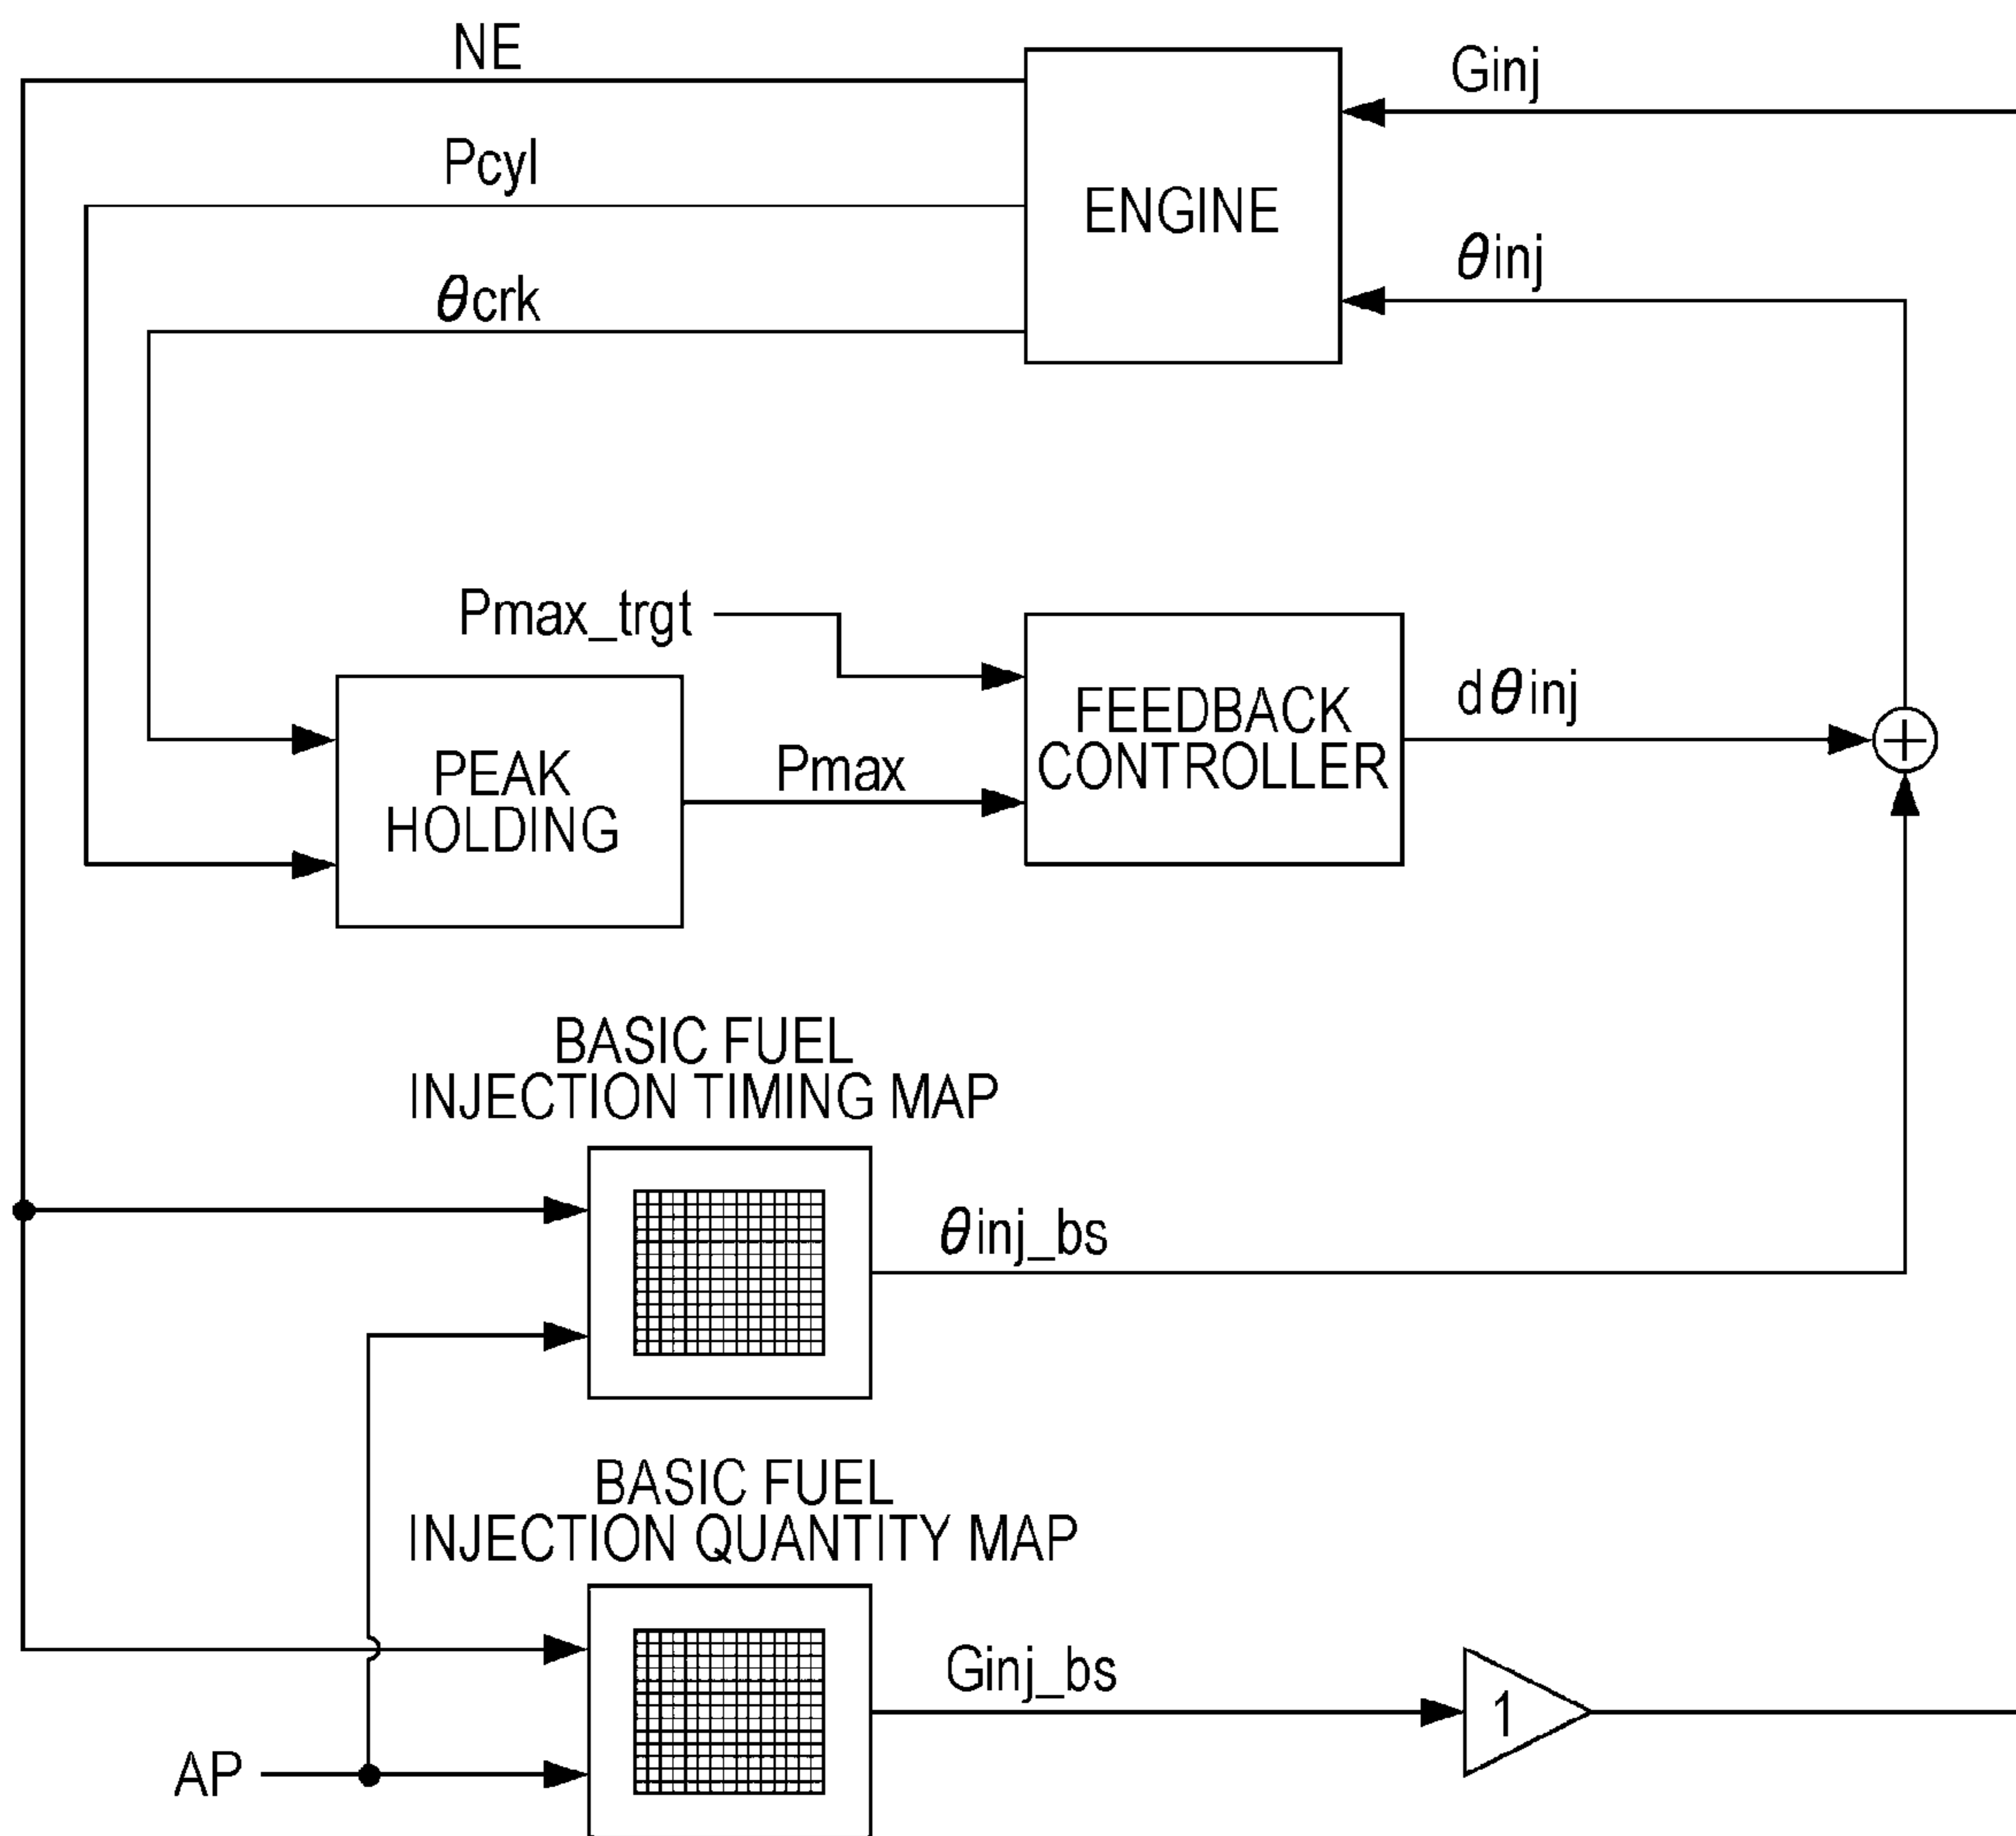 NE
Ginj
Pcyl
ENGINE
θinj
θcrk
Pmax_trgt
FEEDBACK
CONTROLLER
dθinj
PEAK
HOLDING
Pmax
BASIC FUEL
INJECTION TIMING MAP
θinj_bs
BASIC FUEL
INJECTION QUANTITY MAP
Ginj_bs
1
AP